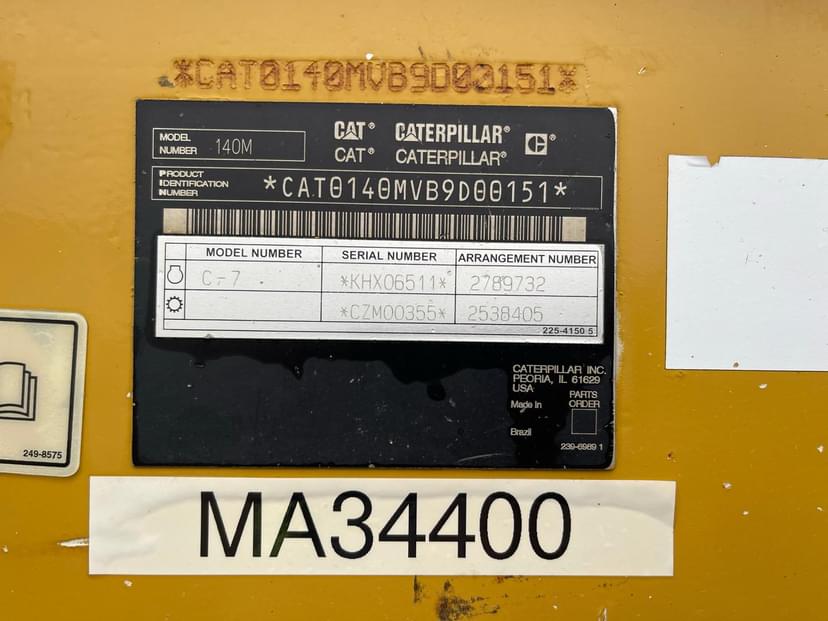 *CAT0140MVB9D00151*
MODEL NUMBER 140M
CAT® CATERPILLAR®
CAT® CATERPILLAR®
PRODUCT IDENTIFICATION NUMBER *CAT0140MVB9D00151*
MODEL NUMBER SERIAL NUMBER ARRANGEMENT NUMBER
C-7 *KHX06511* 2789732
*CZM00355* 2538405
225-4150 5
CATERPILLAR INC.
PEORIA, IL 61629
USA
PARTS ORDER
Made in
Brazil
239-6989 1
249-8575
MA34400